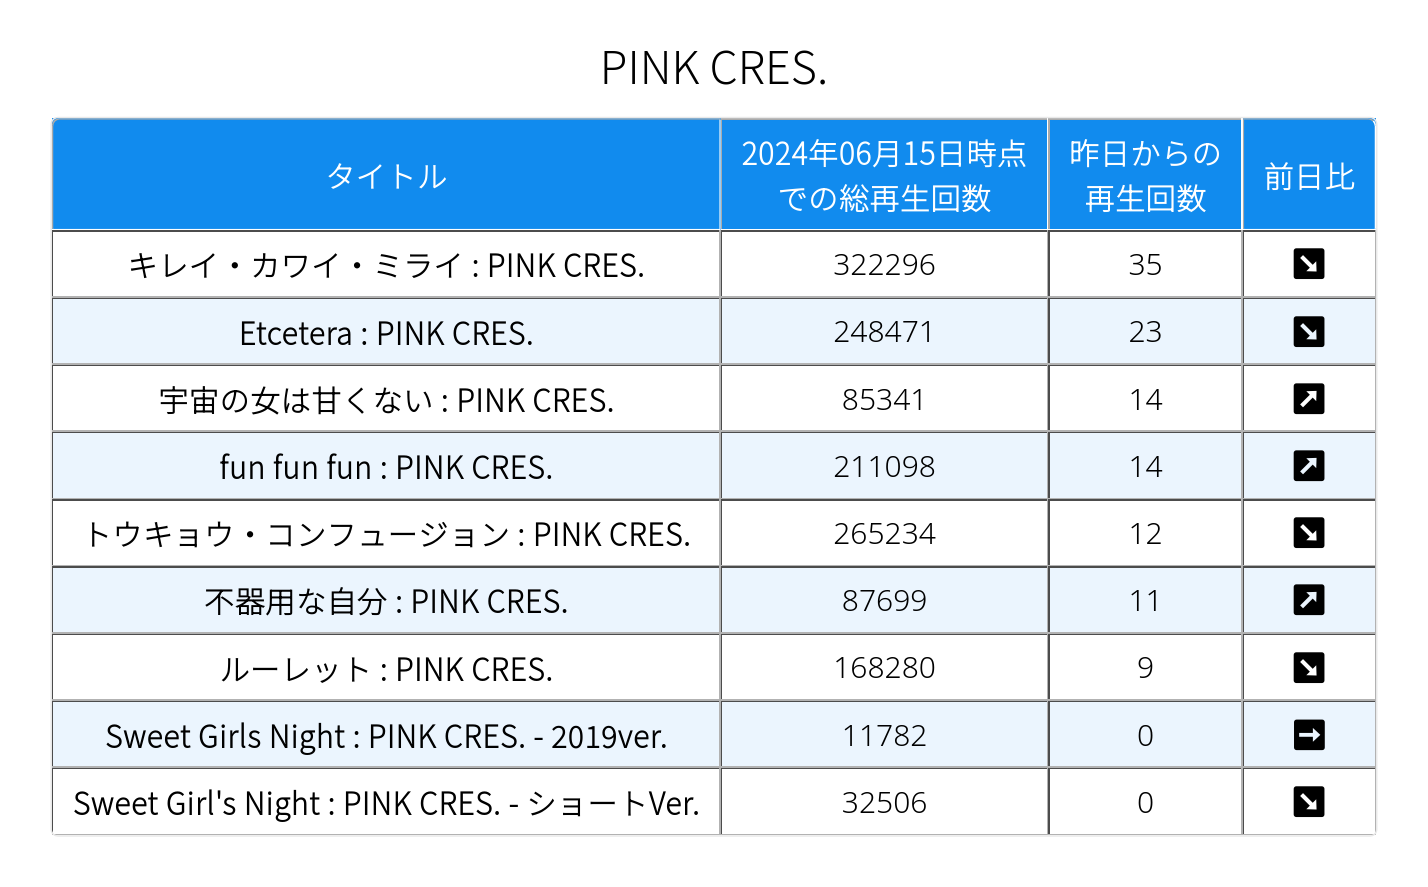 PINK CRES.
タイトル
2024年06月15日時点
での総再生回数
昨日からの
再生回数
前日比
キレイ・カワイ・ミライ : PINK CRES.
322296
35
Etcetera : PINK CRES.
248471
23
宇宙の女は甘くない : PINK CRES.
85341
14
fun fun fun : PINK CRES.
211098
14
トウキョウ・コンフュージョン : PINK CRES.
265234
12
不器用な自分 : PINK CRES.
87699
11
ルーレット : PINK CRES.
168280
9
Sweet Girls Night : PINK CRES. - 2019ver.
11782
0
Sweet Girl's Night : PINK CRES. - ショートVer.
32506
0